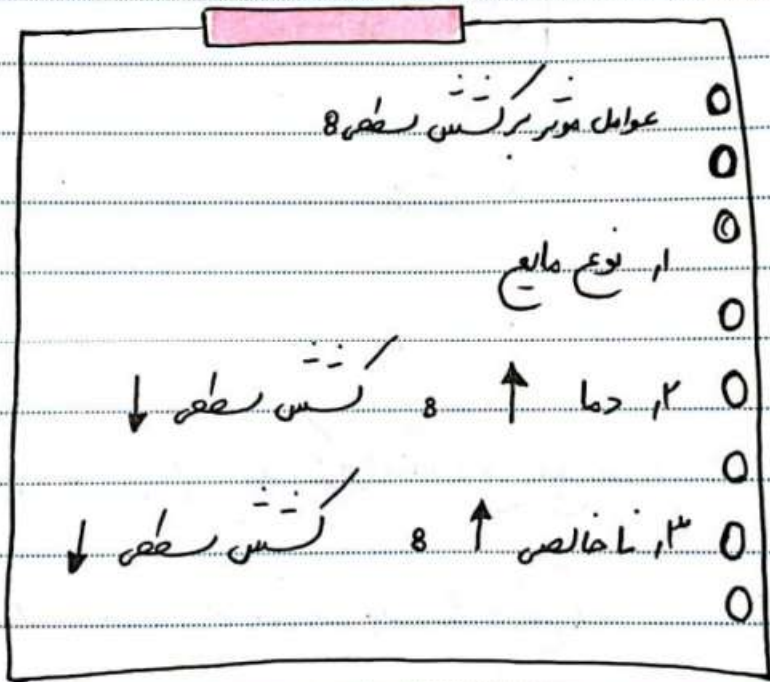 عوامل موثر بر کشش سطحی:
۱. نوع مایع
۲. دما ↑ : کشش سطحی ↓
۳. ناخالصی ↑ : کشش سطحی ↓